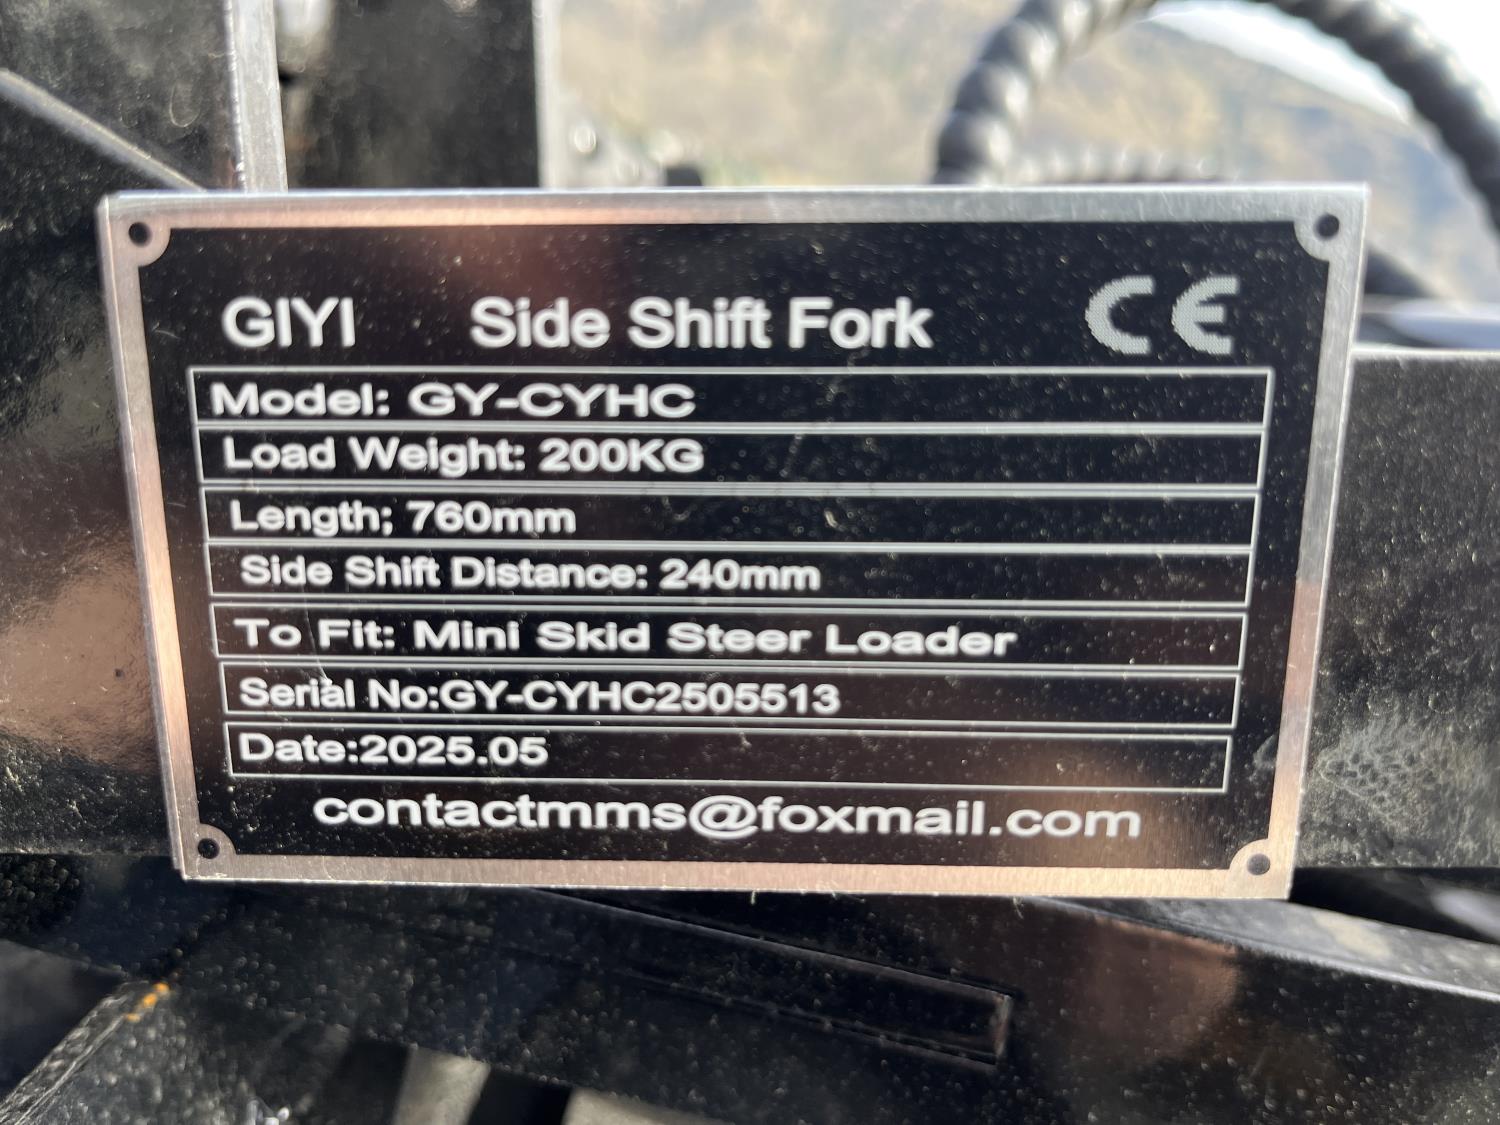 GIYI Side Shift Fork CE
Model: GY-CYHC
Load Weight: 200KG
Length; 760mm
Side Shift Distance: 240mm
To Fit: Mini Skid Steer Loader
Serial No:GY-CYHC2505513
Date:2025.05
contactmms@foxmail.com